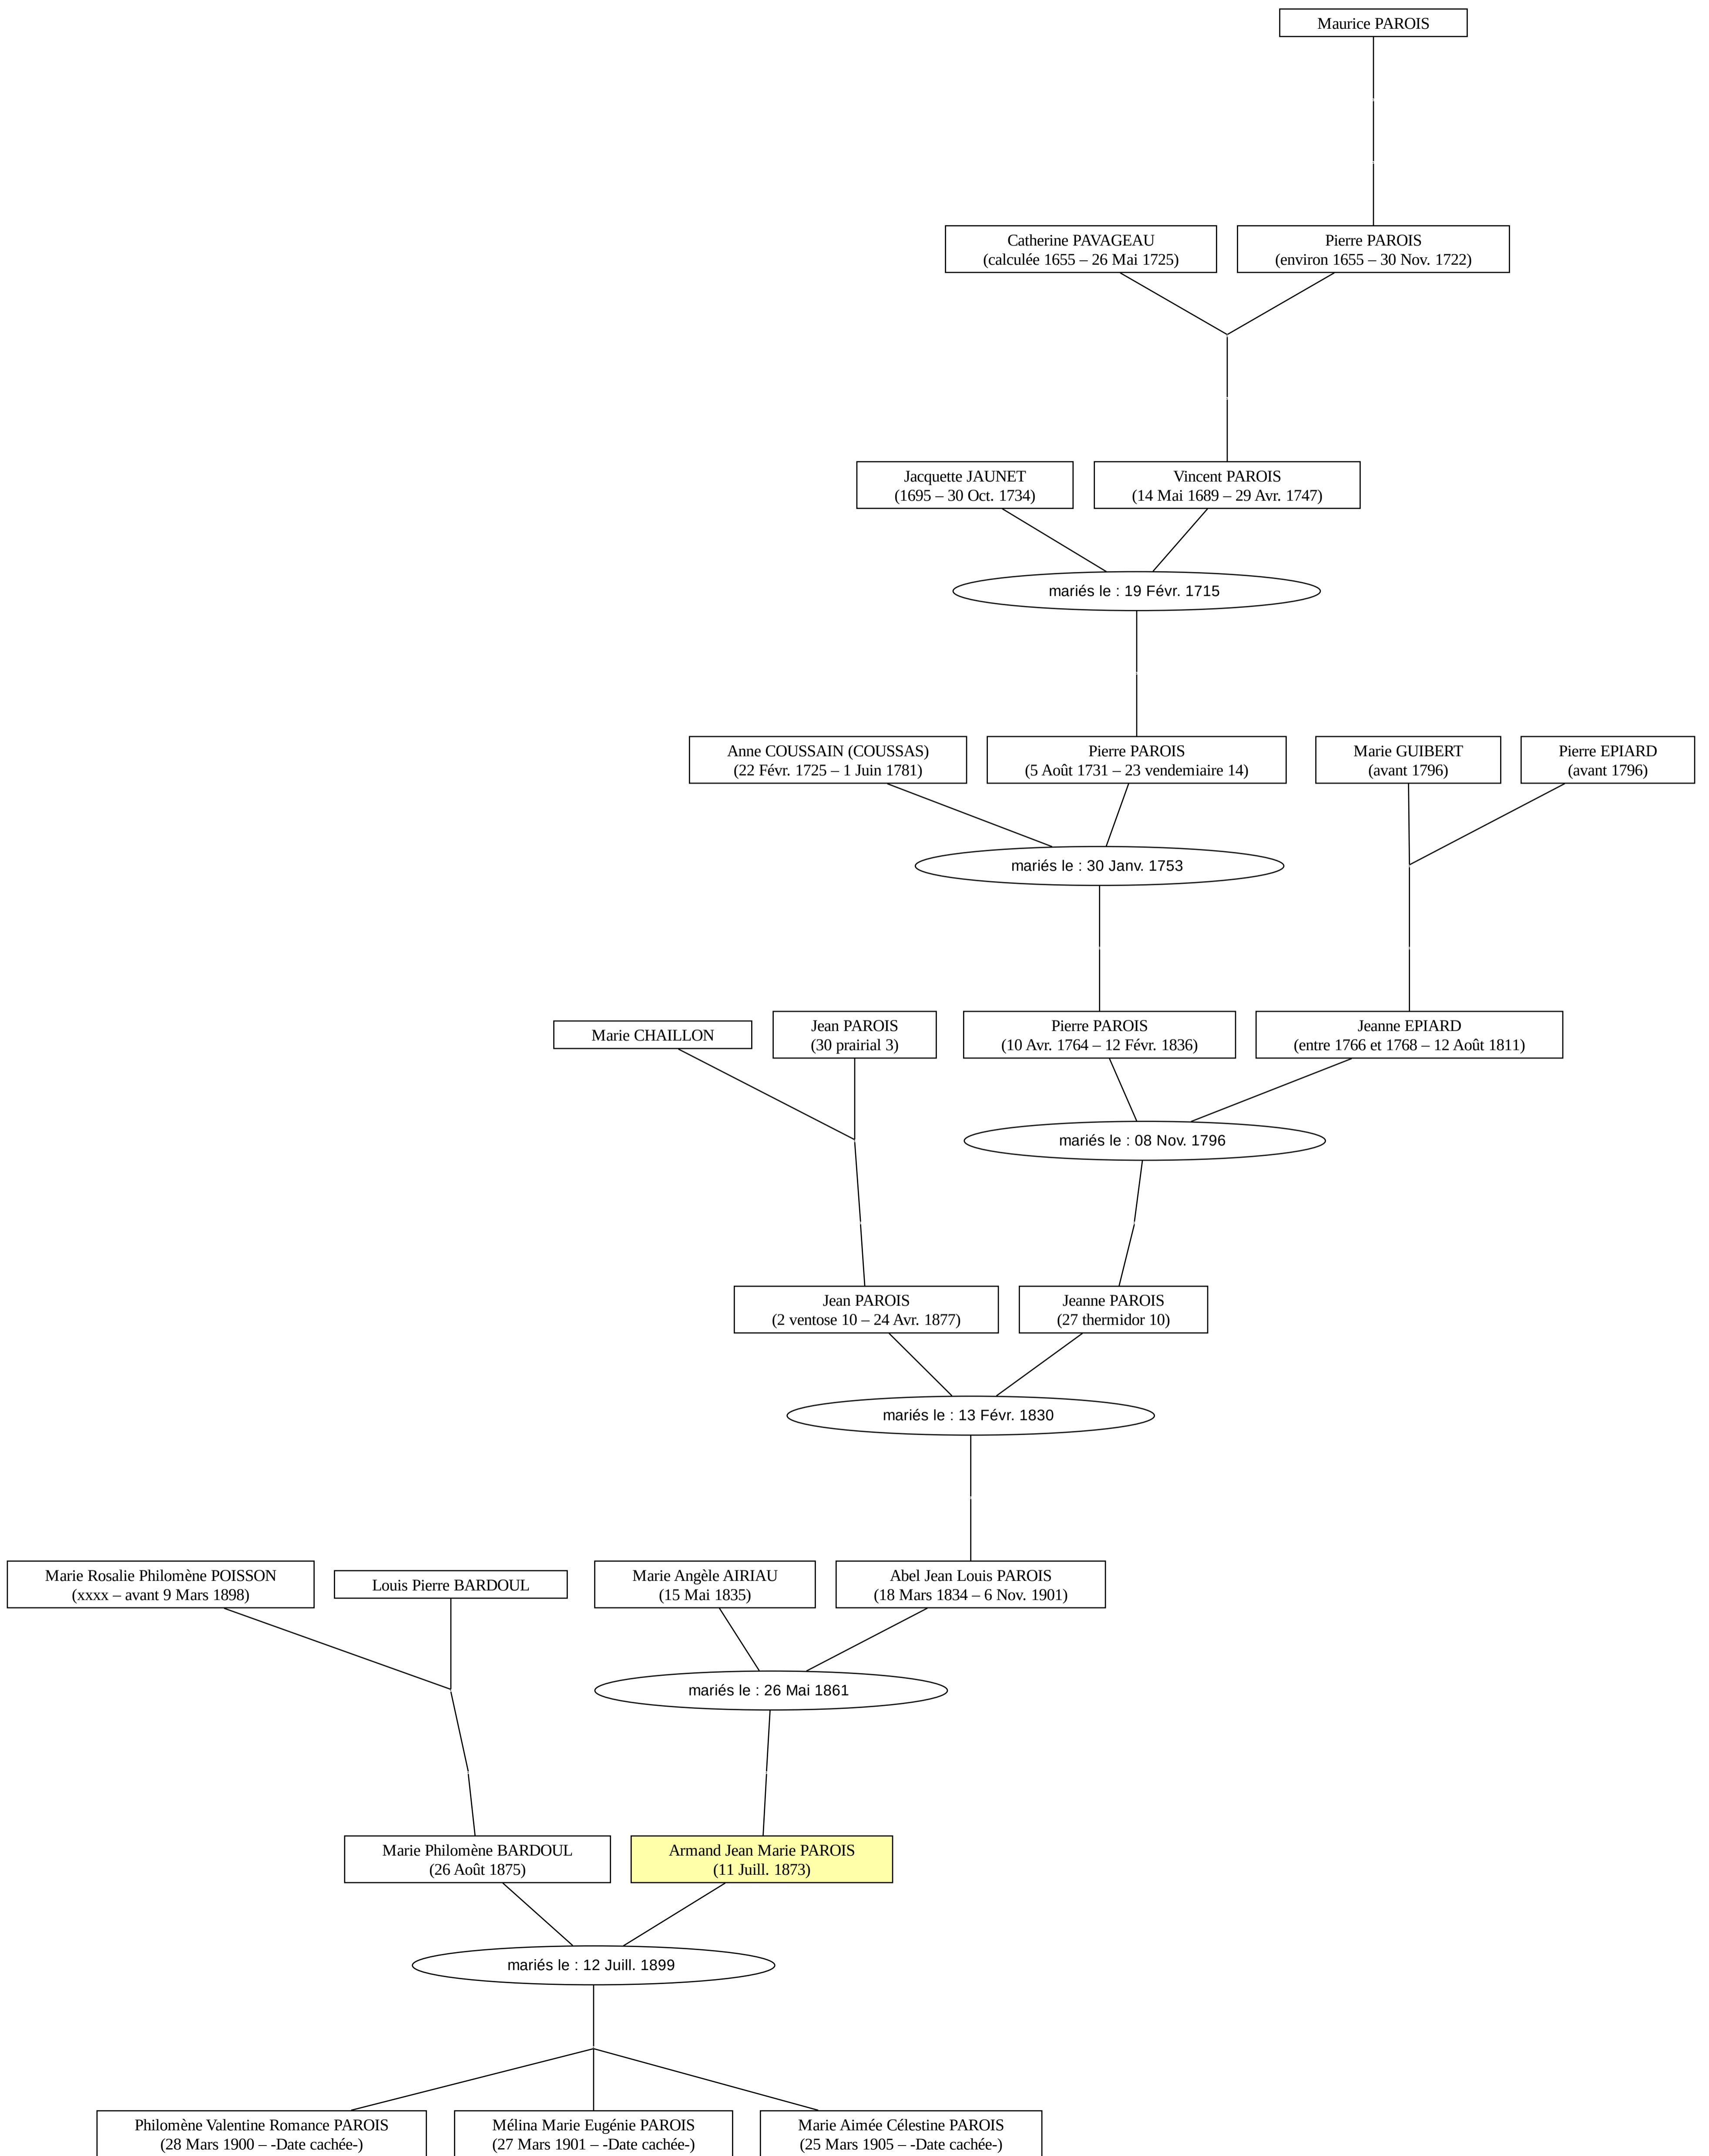 Maurice PAROIS
Catherine PAVAGEAU
(calculée 1655 – 26 Mai 1725)
Pierre PAROIS
(environ 1655 – 30 Nov. 1722)
Jacquette JAUNET
(1695 – 30 Oct. 1734)
Vincent PAROIS
(14 Mai 1689 – 29 Avr. 1747)
mariés le : 19 Févr. 1715
Anne COUSSAIN (COUSSAS)
(22 Févr. 1725 – 1 Juin 1781)
Pierre PAROIS
(5 Août 1731 – 23 vendemiaire 14)
Marie GUIBERT
(avant 1796)
Pierre EPIARD
(avant 1796)
mariés le : 30 Janv. 1753
Marie CHAILLON
Jean PAROIS
(30 prairial 3)
Pierre PAROIS
(10 Avr. 1764 – 12 Févr. 1836)
Jeanne EPIARD
(entre 1766 et 1768 – 12 Août 1811)
mariés le : 08 Nov. 1796
Jean PAROIS
(2 ventose 10 – 24 Avr. 1877)
Jeanne PAROIS
(27 thermidor 10)
mariés le : 13 Févr. 1830
Marie Rosalie Philomène POISSON
(xxxx – avant 9 Mars 1898)
Louis Pierre BARDOUL
Marie Angèle AIRIAU
(15 Mai 1835)
Abel Jean Louis PAROIS
(18 Mars 1834 – 6 Nov. 1901)
mariés le : 26 Mai 1861
Marie Philomène BARDOUL
(26 Août 1875)
Armand Jean Marie PAROIS
(11 Juill. 1873)
mariés le : 12 Juill. 1899
Philomène Valentine Romance PAROIS
(28 Mars 1900 – -Date cachée-)
Mélina Marie Eugénie PAROIS
(27 Mars 1901 – -Date cachée-)
Marie Aimée Célestine PAROIS
(25 Mars 1905 – -Date cachée-)